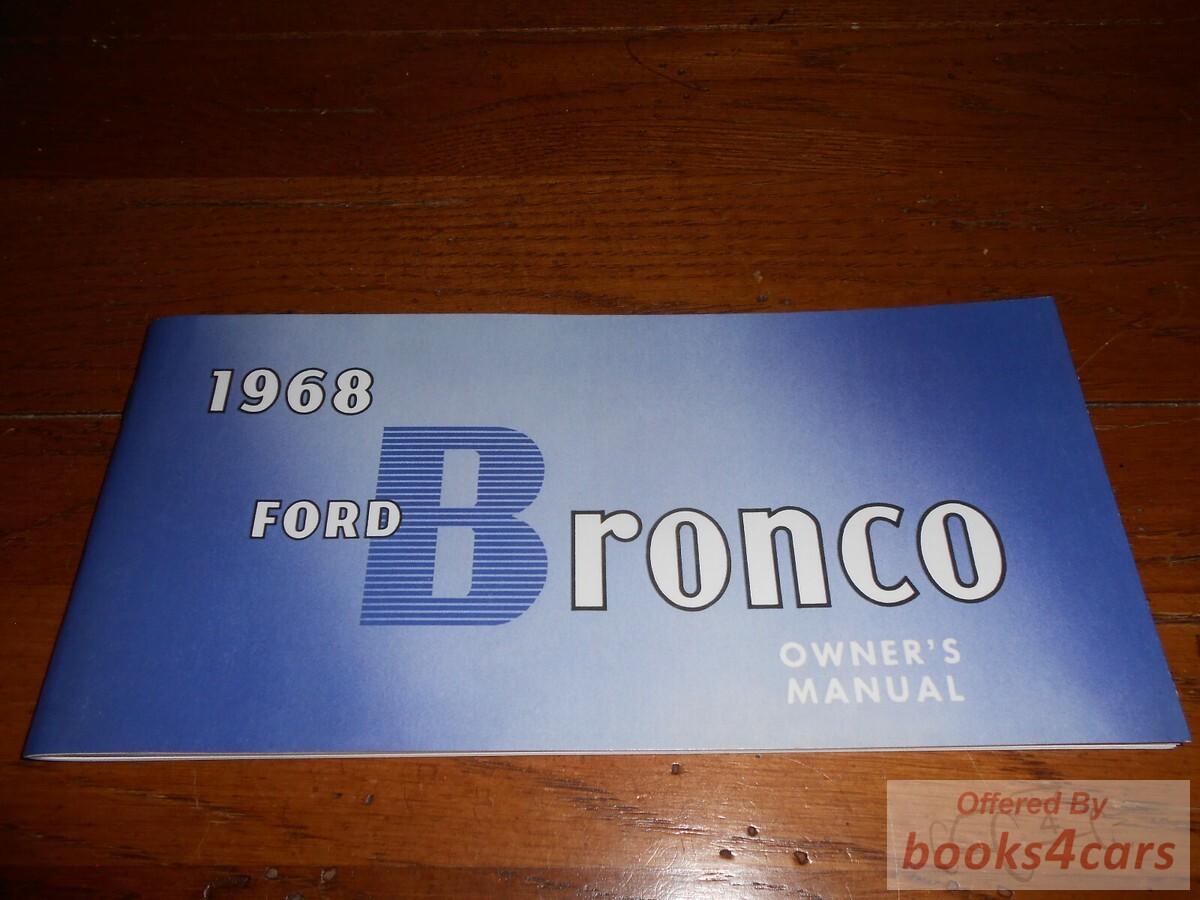 1968
FORD Bronco
OWNER'S
MANUAL
Offered By
books4cars